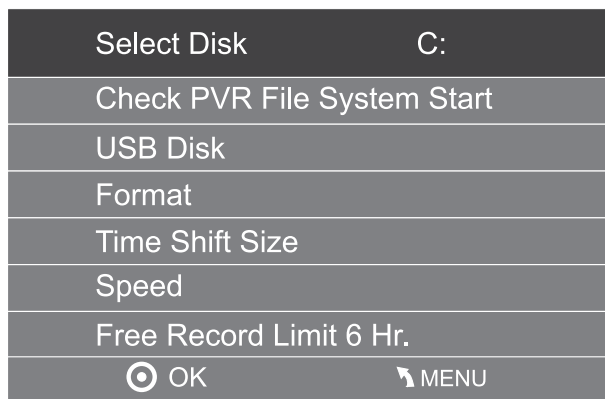 Select Disk C:
Check PVR File System Start
USB Disk
Format
Time Shift Size
Speed
Free Record Limit 6 Hr.
OK MENU